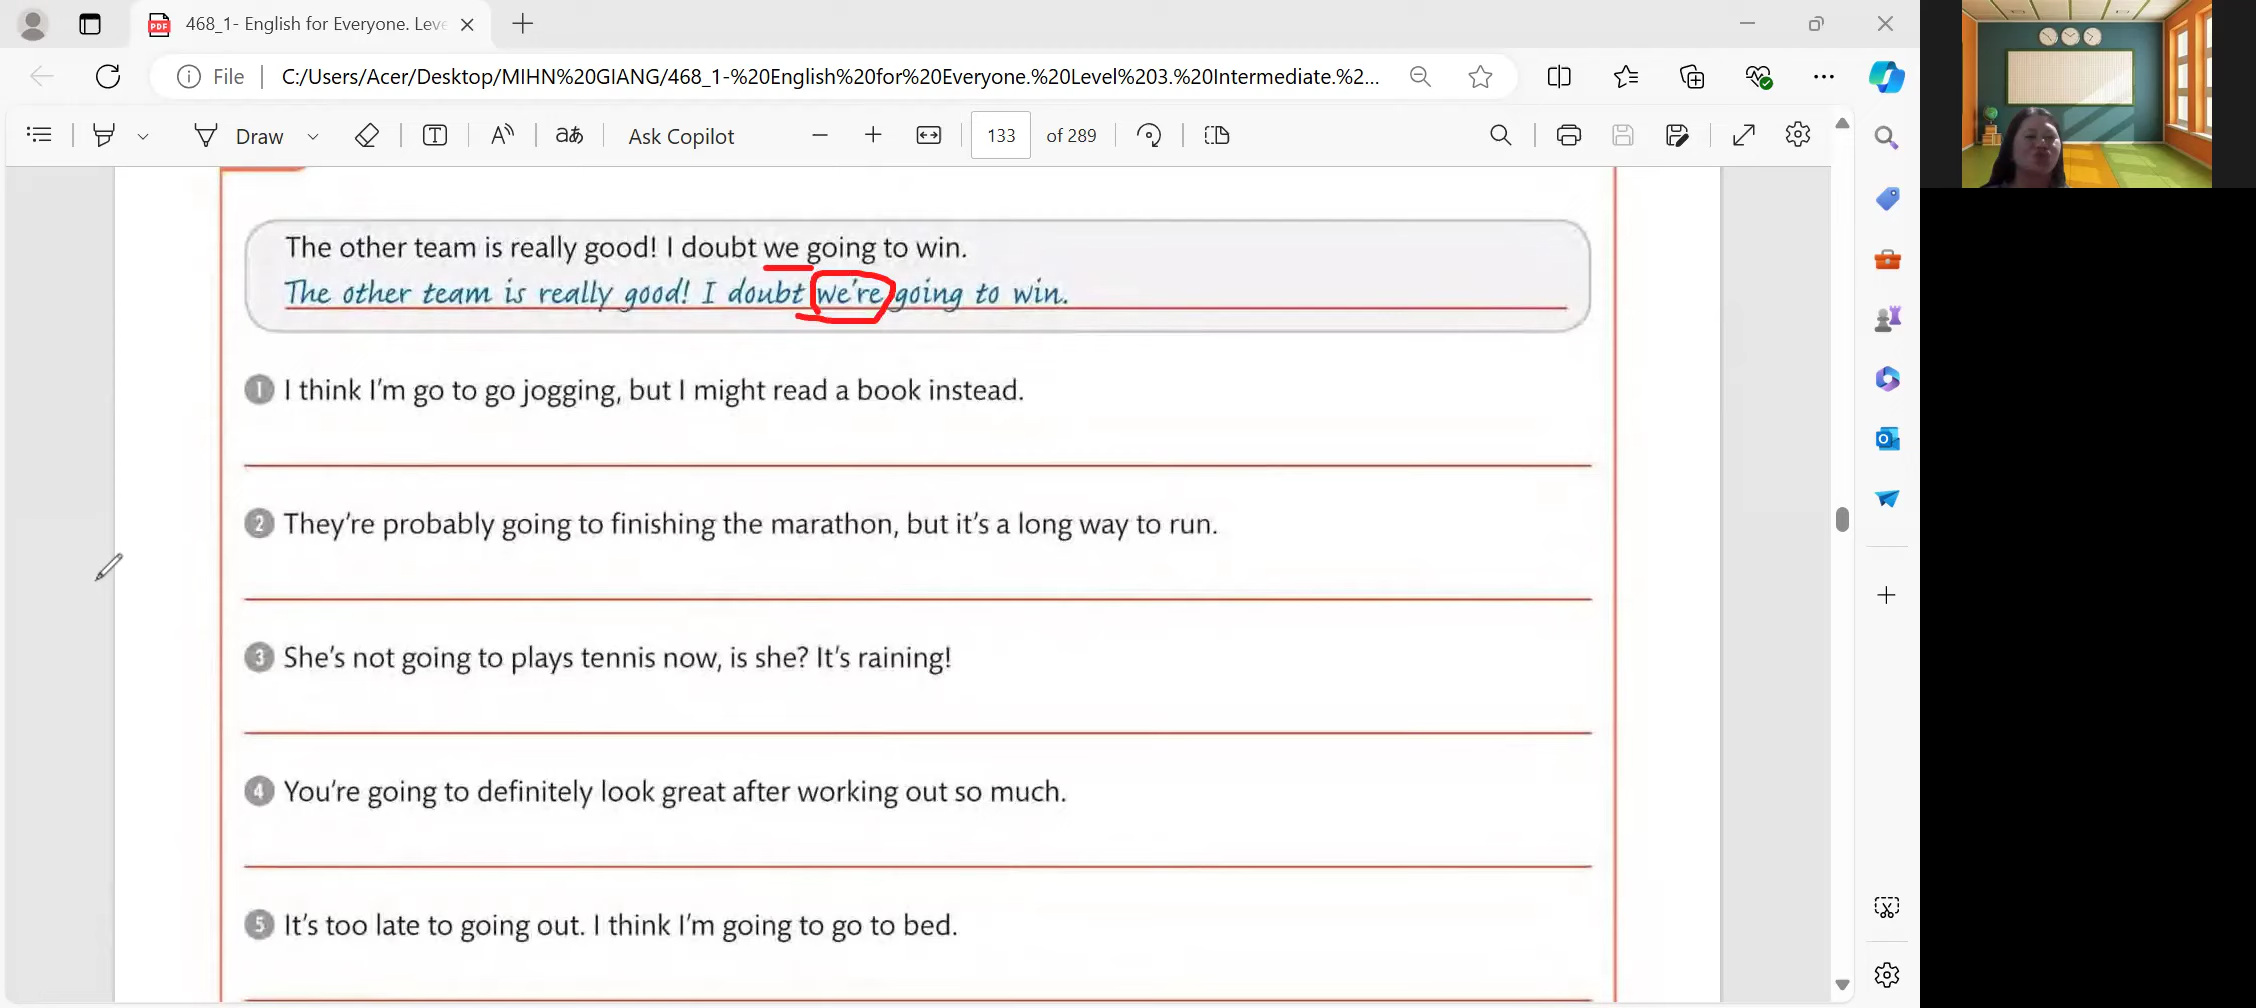 468_1- English for Everyone. Leve
File
C:/Users/Acer/Desktop/MIHN%20GIANG/468_1-%20English%20for%20Everyone.%20Level%203.%20Intermediate.%2...
Draw
Ask Copilot
133 of 289
The other team is really good! I doubt we going to win.
The other team is really good! I doubt we're going to win.
1 I think I'm go to go jogging, but I might read a book instead.
2 They're probably going to finishing the marathon, but it's a long way to run.
3 She's not going to plays tennis now, is she? It's raining!
4 You're going to definitely look great after working out so much.
5 It's too late to going out. I think I'm going to go to bed.